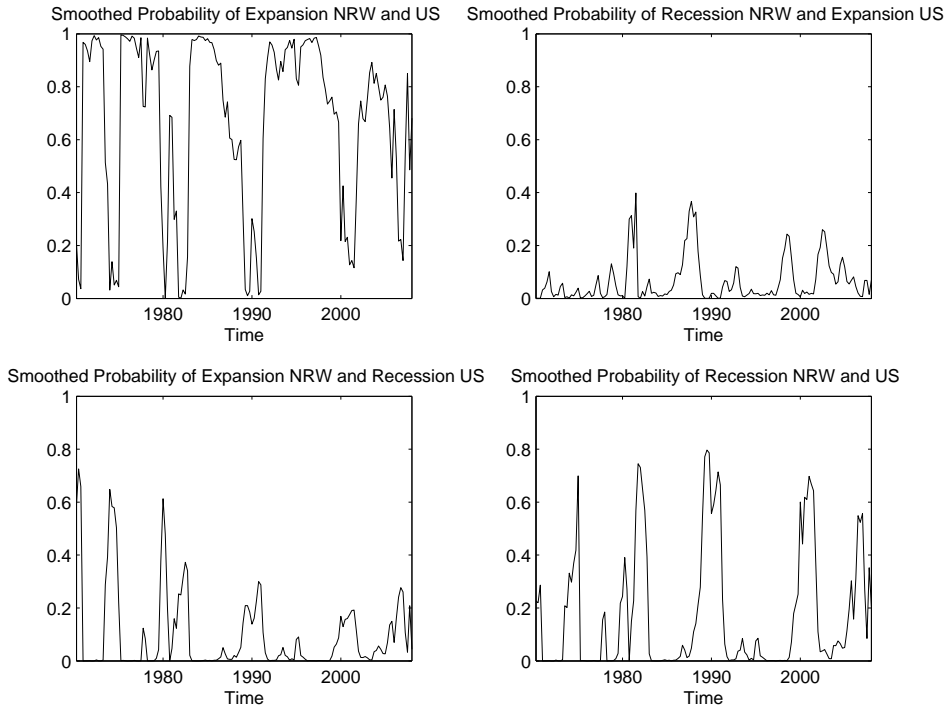 Smoothed Probability of Expansion NRW and US
1
0.8
0.6
0.4
0.2
0
1980 1990 2000
Time
Smoothed Probability of Recession NRW and Expansion US
1
0.8
0.6
0.4
0.2
0
1980 1990 2000
Time
Smoothed Probability of Expansion NRW and Recession US
1
0.8
0.6
0.4
0.2
0
1980 1990 2000
Time
Smoothed Probability of Recession NRW and US
1
0.8
0.6
0.4
0.2
0
1980 1990 2000
Time